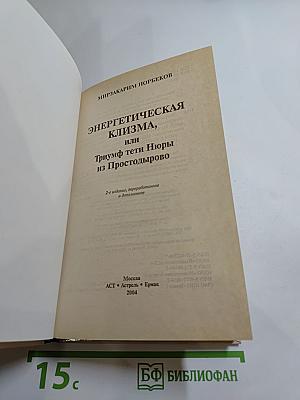 МИРЗАКАРИМ НОРБЕКОВ
ЭНЕРГЕТИЧЕСКАЯ
КЛИЗМА,
или
Триумф тети Нюры
из Простодырово
2-е издание, переработанное
и дополненное
Москва
АСТ • Астрель • Ермак
2004
15с
БФ БИБЛИОФАН